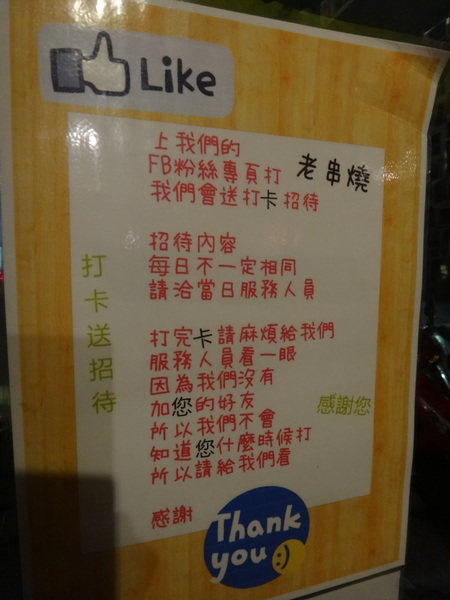 Like
上我們的
FB粉絲專頁打 老串燒
我們會送打卡招待
招待內容
每日不一定相同
請洽當日服務人員
打卡送招待
打完卡請麻煩給我們
服務人員看一眼
因為我們沒有
加您的好友
所以我們不會
知道您什麼時候打
所以請給我們看
感謝您
感謝
Thank
you